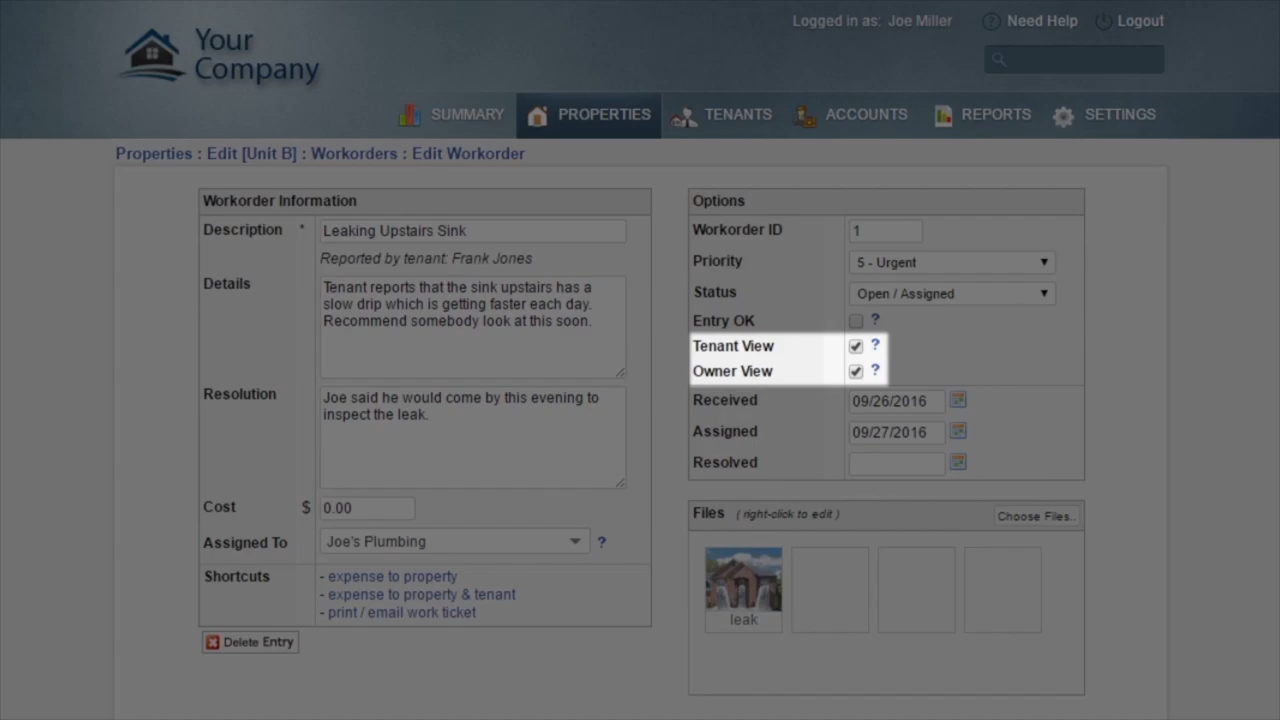 Your
Company
Logged in as: Joe Miller
? Need Help
Logout
SUMMARY PROPERTIES TENANTS ACCOUNTS REPORTS SETTINGS
Properties : Edit [Unit B] : Workorders : Edit Workorder
Workorder Information
Description * Leaking Upstairs Sink
Reported by tenant: Frank Jones
Details
Tenant reports that the sink upstairs has a
slow drip which is getting faster each day.
Recommend somebody look at this soon.
Resolution
Joe said he would come by this evening to
inspect the leak.
Cost $ 0.00
Assigned To Joe's Plumbing ?
Shortcuts
- expense to property
- expense to property & tenant
- print / email work ticket
Delete Entry
Options
Workorder ID 1
Priority 5 - Urgent
Status Open / Assigned
Entry OK ?
Tenant View ?
Owner View ?
Received 09/26/2016
Assigned 09/27/2016
Resolved
Files ( right-click to edit ) Choose Files..
leak